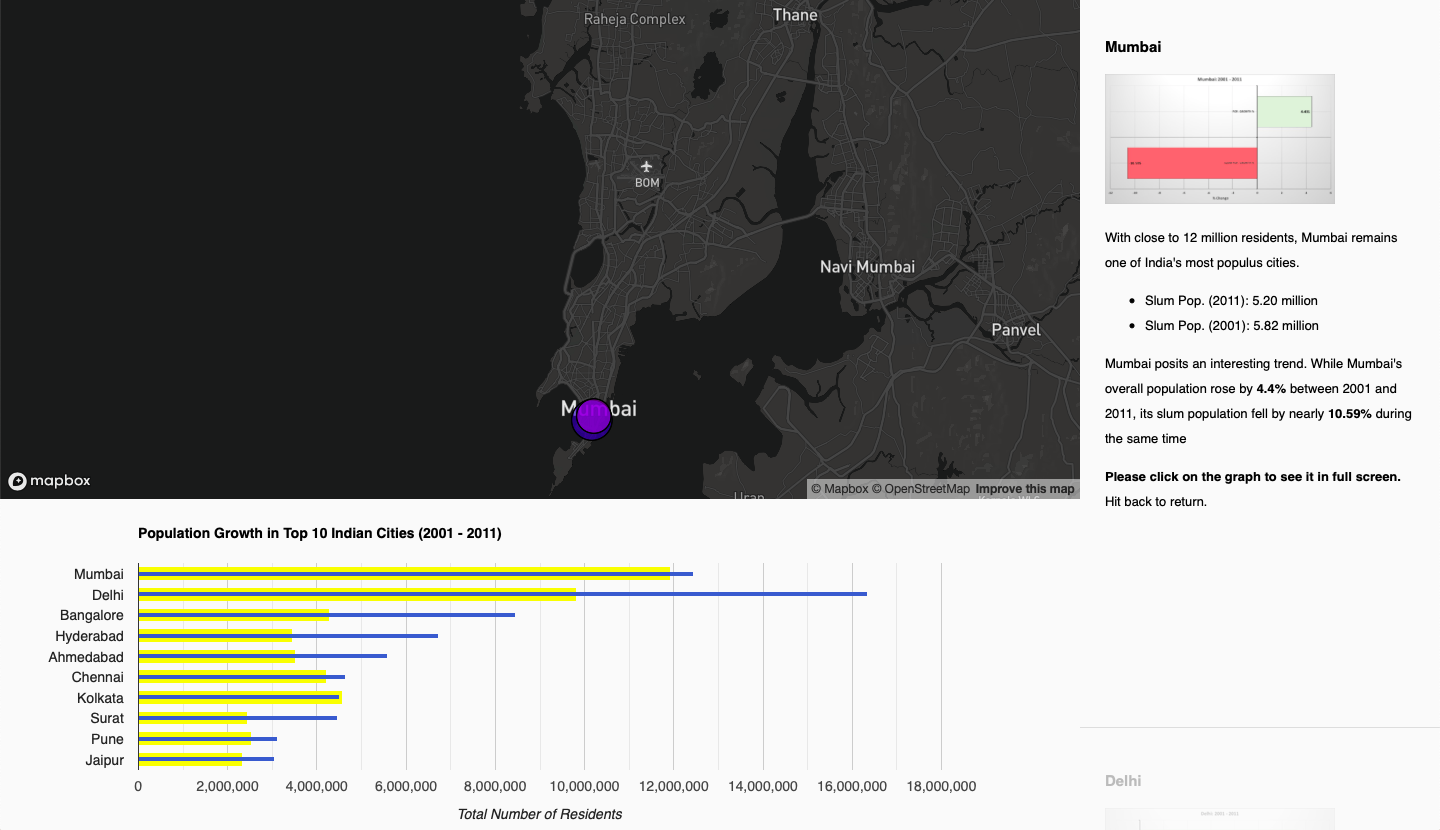 Raheja Complex
Thane
BOM
Navi Mumbai
Panvel
Mumbai
Uran
mapbox
© Mapbox © OpenStreetMap Improve this map
Mumbai
Mumbai 2001 - 2011
% Change
With close to 12 million residents, Mumbai remains
one of India's most populus cities.
• Slum Pop. (2011): 5.20 million
• Slum Pop. (2001): 5.82 million
Mumbai posits an interesting trend. While Mumbai's
overall population rose by 4.4% between 2001 and
2011, its slum population fell by nearly 10.59% during
the same time
Please click on the graph to see it in full screen.
Hit back to return.
Delhi
Delhi: 2001 - 2011
Population Growth in Top 10 Indian Cities (2001 - 2011)
Mumbai
Delhi
Bangalore
Hyderabad
Ahmedabad
Chennai
Kolkata
Surat
Pune
Jaipur
0 2,000,000 4,000,000 6,000,000 8,000,000 10,000,000 12,000,000 14,000,000 16,000,000 18,000,000
Total Number of Residents